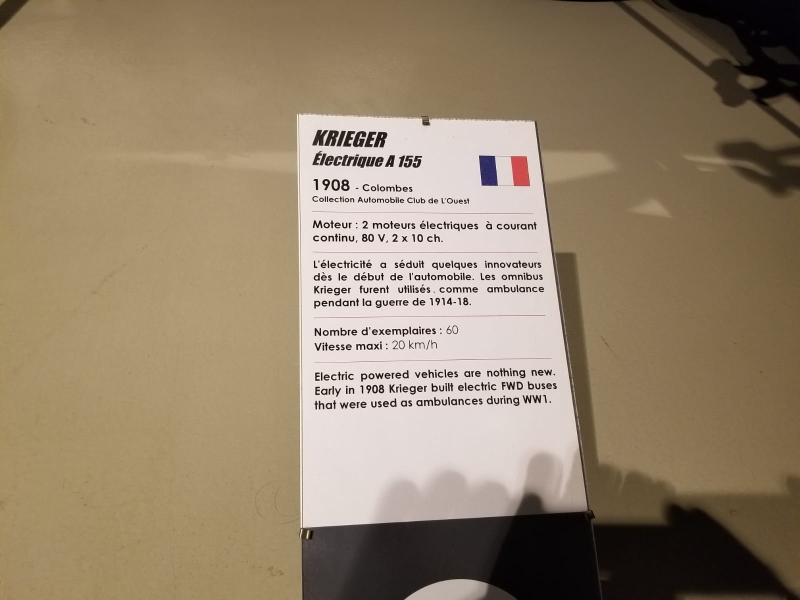 KRIEGER
Électrique A 155
1908 - Colombes
Collection Automobile Club de L'Ouest
Moteur : 2 moteurs électriques à courant
continu, 80 V, 2 x 10 ch.
L'électricité a séduit quelques innovateurs
dès le début de l'automobile. Les omnibus
Krieger furent utilisés comme ambulance
pendant la guerre de 1914-18.
Nombre d'exemplaires : 60
Vitesse maxi : 20 km/h
Electric powered vehicles are nothing new.
Early in 1908 Krieger built electric FWD buses
that were used as ambulances during WW1.